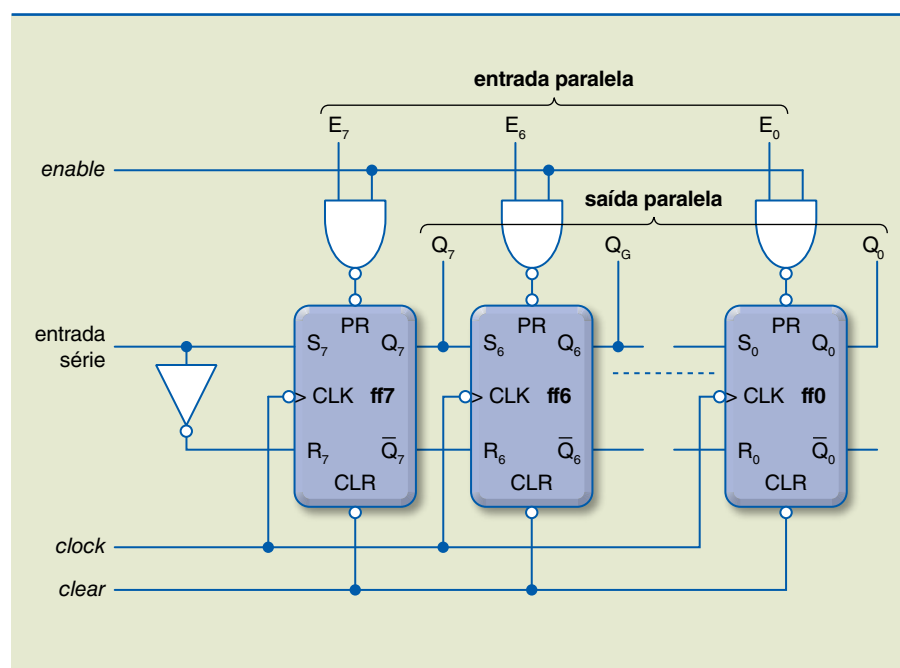 entrada paralela
E₇ E₆ E₀
enable
saída paralela
Q₇ Q_G Q₀
PR PR PR
entrada
série
S₇ Q₇ S₆ Q₆ S₀ Q₀
CLK ff7 CLK ff6 CLK ff0
R₇ Q̅₇ R₆ Q̅₆ R₀ Q̅₀
CLR CLR CLR
clock
clear